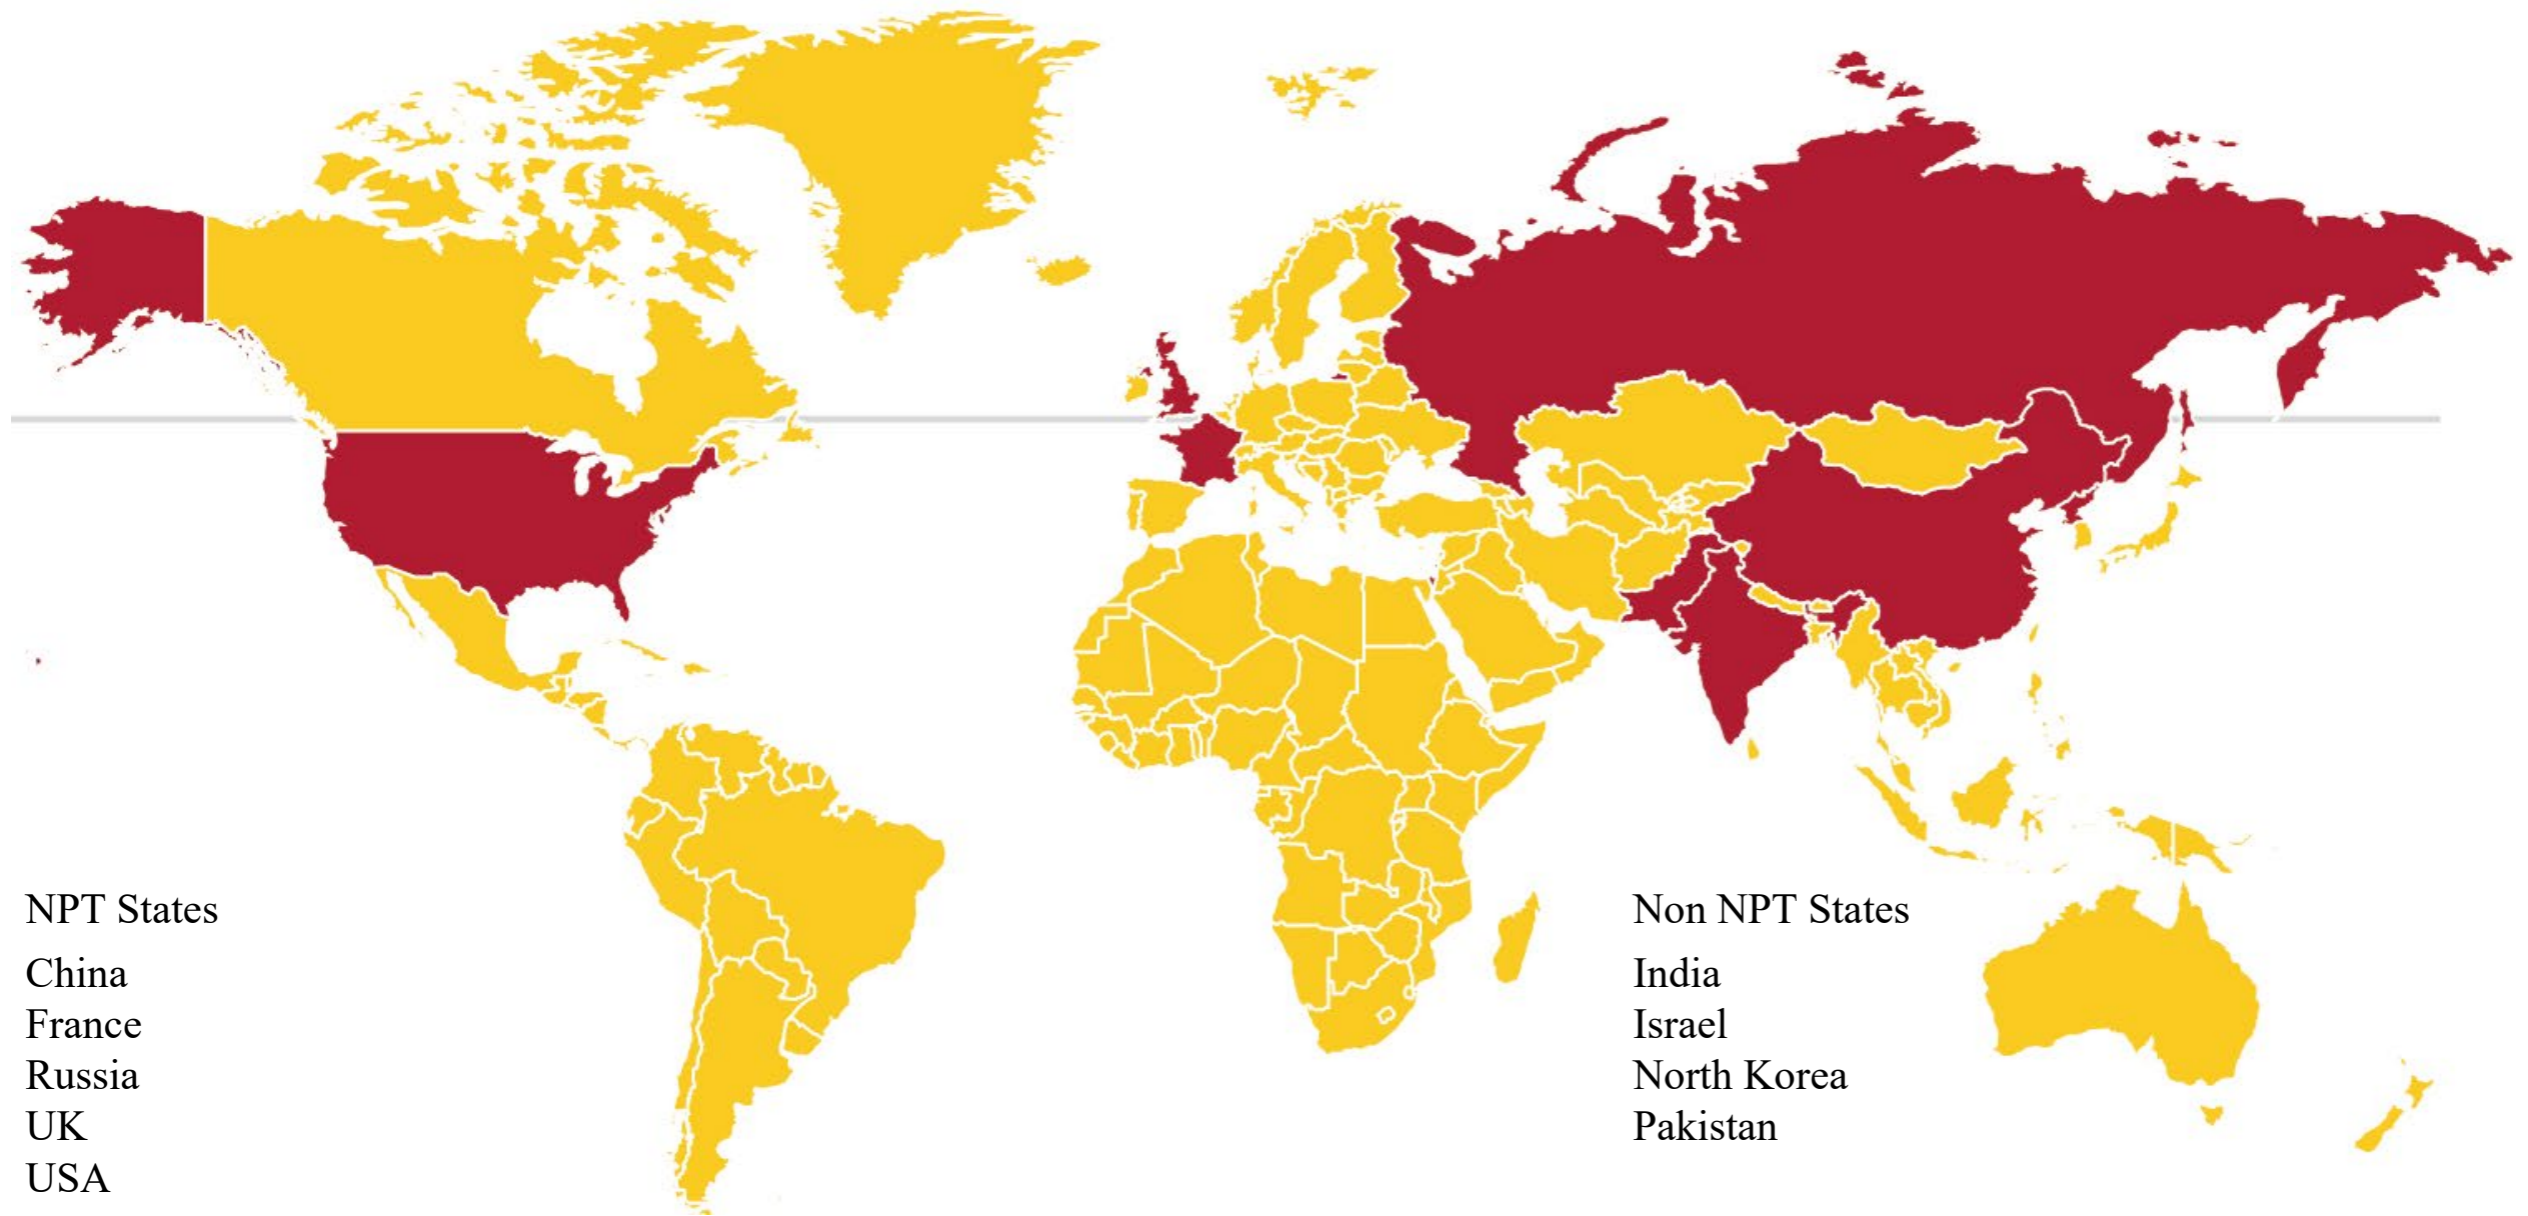 NPT States
China
France
Russia
UK
USA
Non NPT States
India
Israel
North Korea
Pakistan